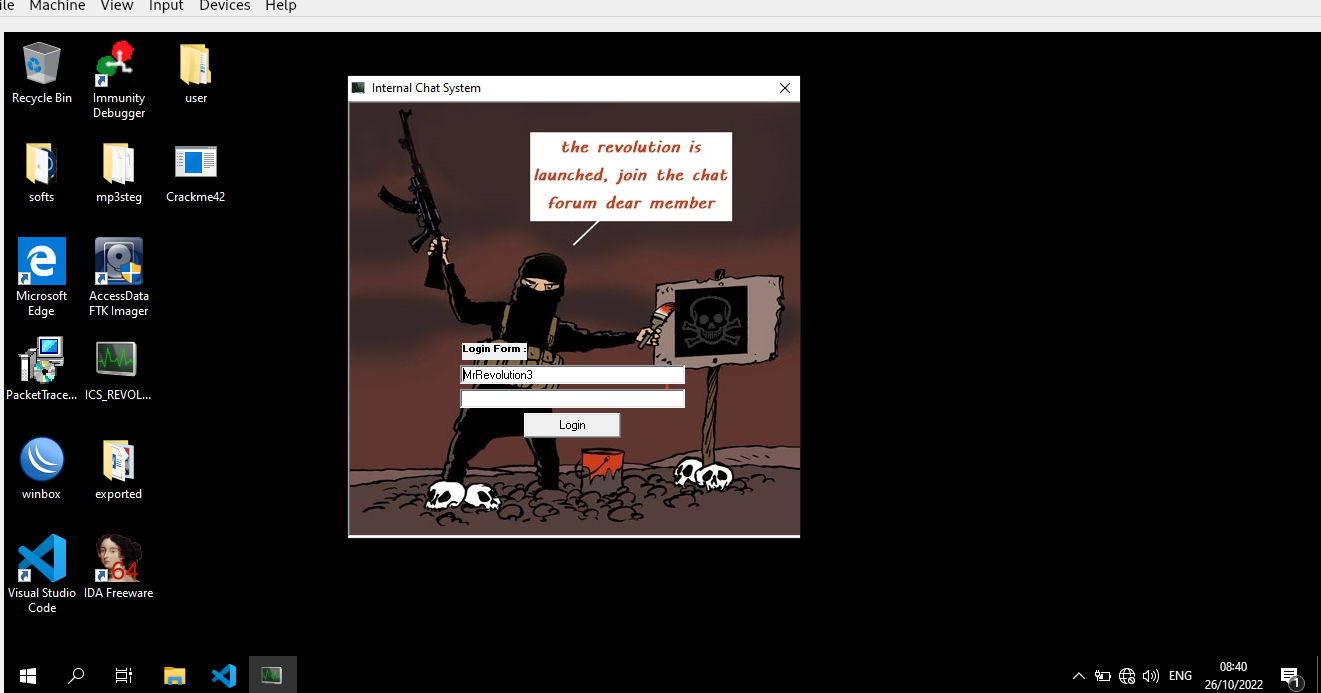 ile Machine View Input Devices Help
Recycle Bin
Immunity
Debugger
user
softs
mp3steg
Crackme42
Microsoft
Edge
AccessData
FTK Imager
PacketTrace...
ICS_REVOL...
winbox
exported
Visual Studio
Code
64
IDA Freeware
Internal Chat System
the revolution is
launched, join the chat
forum dear member
Login Form :
MrRevolution3
Login
ENG
08:40
26/10/2022
1